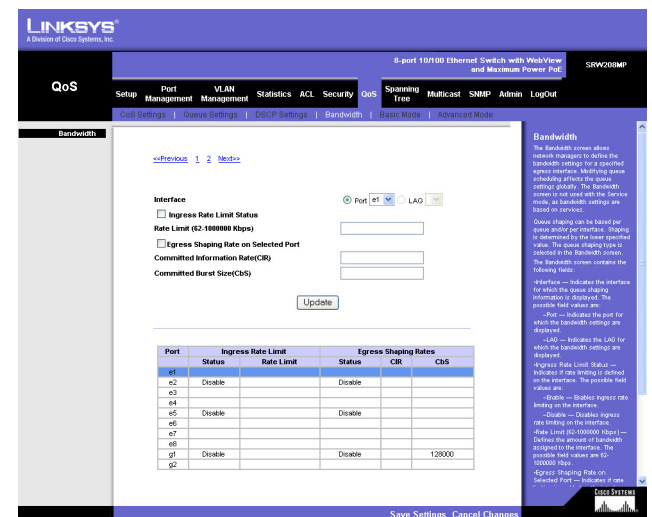 LINKSYS®
A Division of Cisco Systems, Inc.
8-port 10/100 Ethernet Switch with WebView
and Maximum Power PoE
SRW208MP
QoS
Setup Port Management VLAN Management Statistics ACL Security QoS Spanning Tree Multicast SNMP Admin LogOut
CoS Settings | Queue Settings | DSCP Settings | Bandwidth | Basic Mode | Advanced Mode
Bandwidth
<<Previous 1 2 Next>>
Interface Port e1 LAG
Ingress Rate Limit Status
Rate Limit (62-1000000 Kbps)
Egress Shaping Rate on Selected Port
Committed Information Rate(CIR)
Committed Burst Size(CbS)
Update
Port Ingress Rate Limit Egress Shaping Rates
Status Rate Limit Status CIR CbS
e1
e2 Disable Disable
e3
e4
e5 Disable Disable
e6
e7
e8
g1 Disable Disable 128000
g2
Bandwidth
The Bandwidth screen allows
network managers to define the
bandwidth settings for a specified
egress interface. Modifying queue
scheduling affects the queue
settings globally. The Bandwidth
screen is not used with the Service
mode, as bandwidth settings are
based on services.
Queue shaping can be based per
queue and/or per interface. Shaping
is determined by the lower specified
value. The queue shaping type is
selected in the Bandwidth screen.
The Bandwidth screen contains the
following fields:
•Interface — Indicates the interface
for which the queue shaping
information is displayed. The
possible field values are:
–Port — Indicates the port for
which the bandwidth settings are
displayed.
–LAG — Indicates the LAG for
which the bandwidth settings are
displayed.
•Ingress Rate Limit Status —
Indicates if rate limiting is defined
on the interface. The possible field
values are:
–Enable — Enables ingress rate
limiting on the interface.
–Disable — Disables ingress
rate limiting on the interface.
•Rate Limit (62-1000000 Kbps) —
Defines the amount of bandwidth
assigned to the interface. The
possible field values are 62-
1000000 Kbps.
•Egress Shaping Rate on
Selected Port — Indicates if rate
Save Settings Cancel Changes
CISCO SYSTEMS